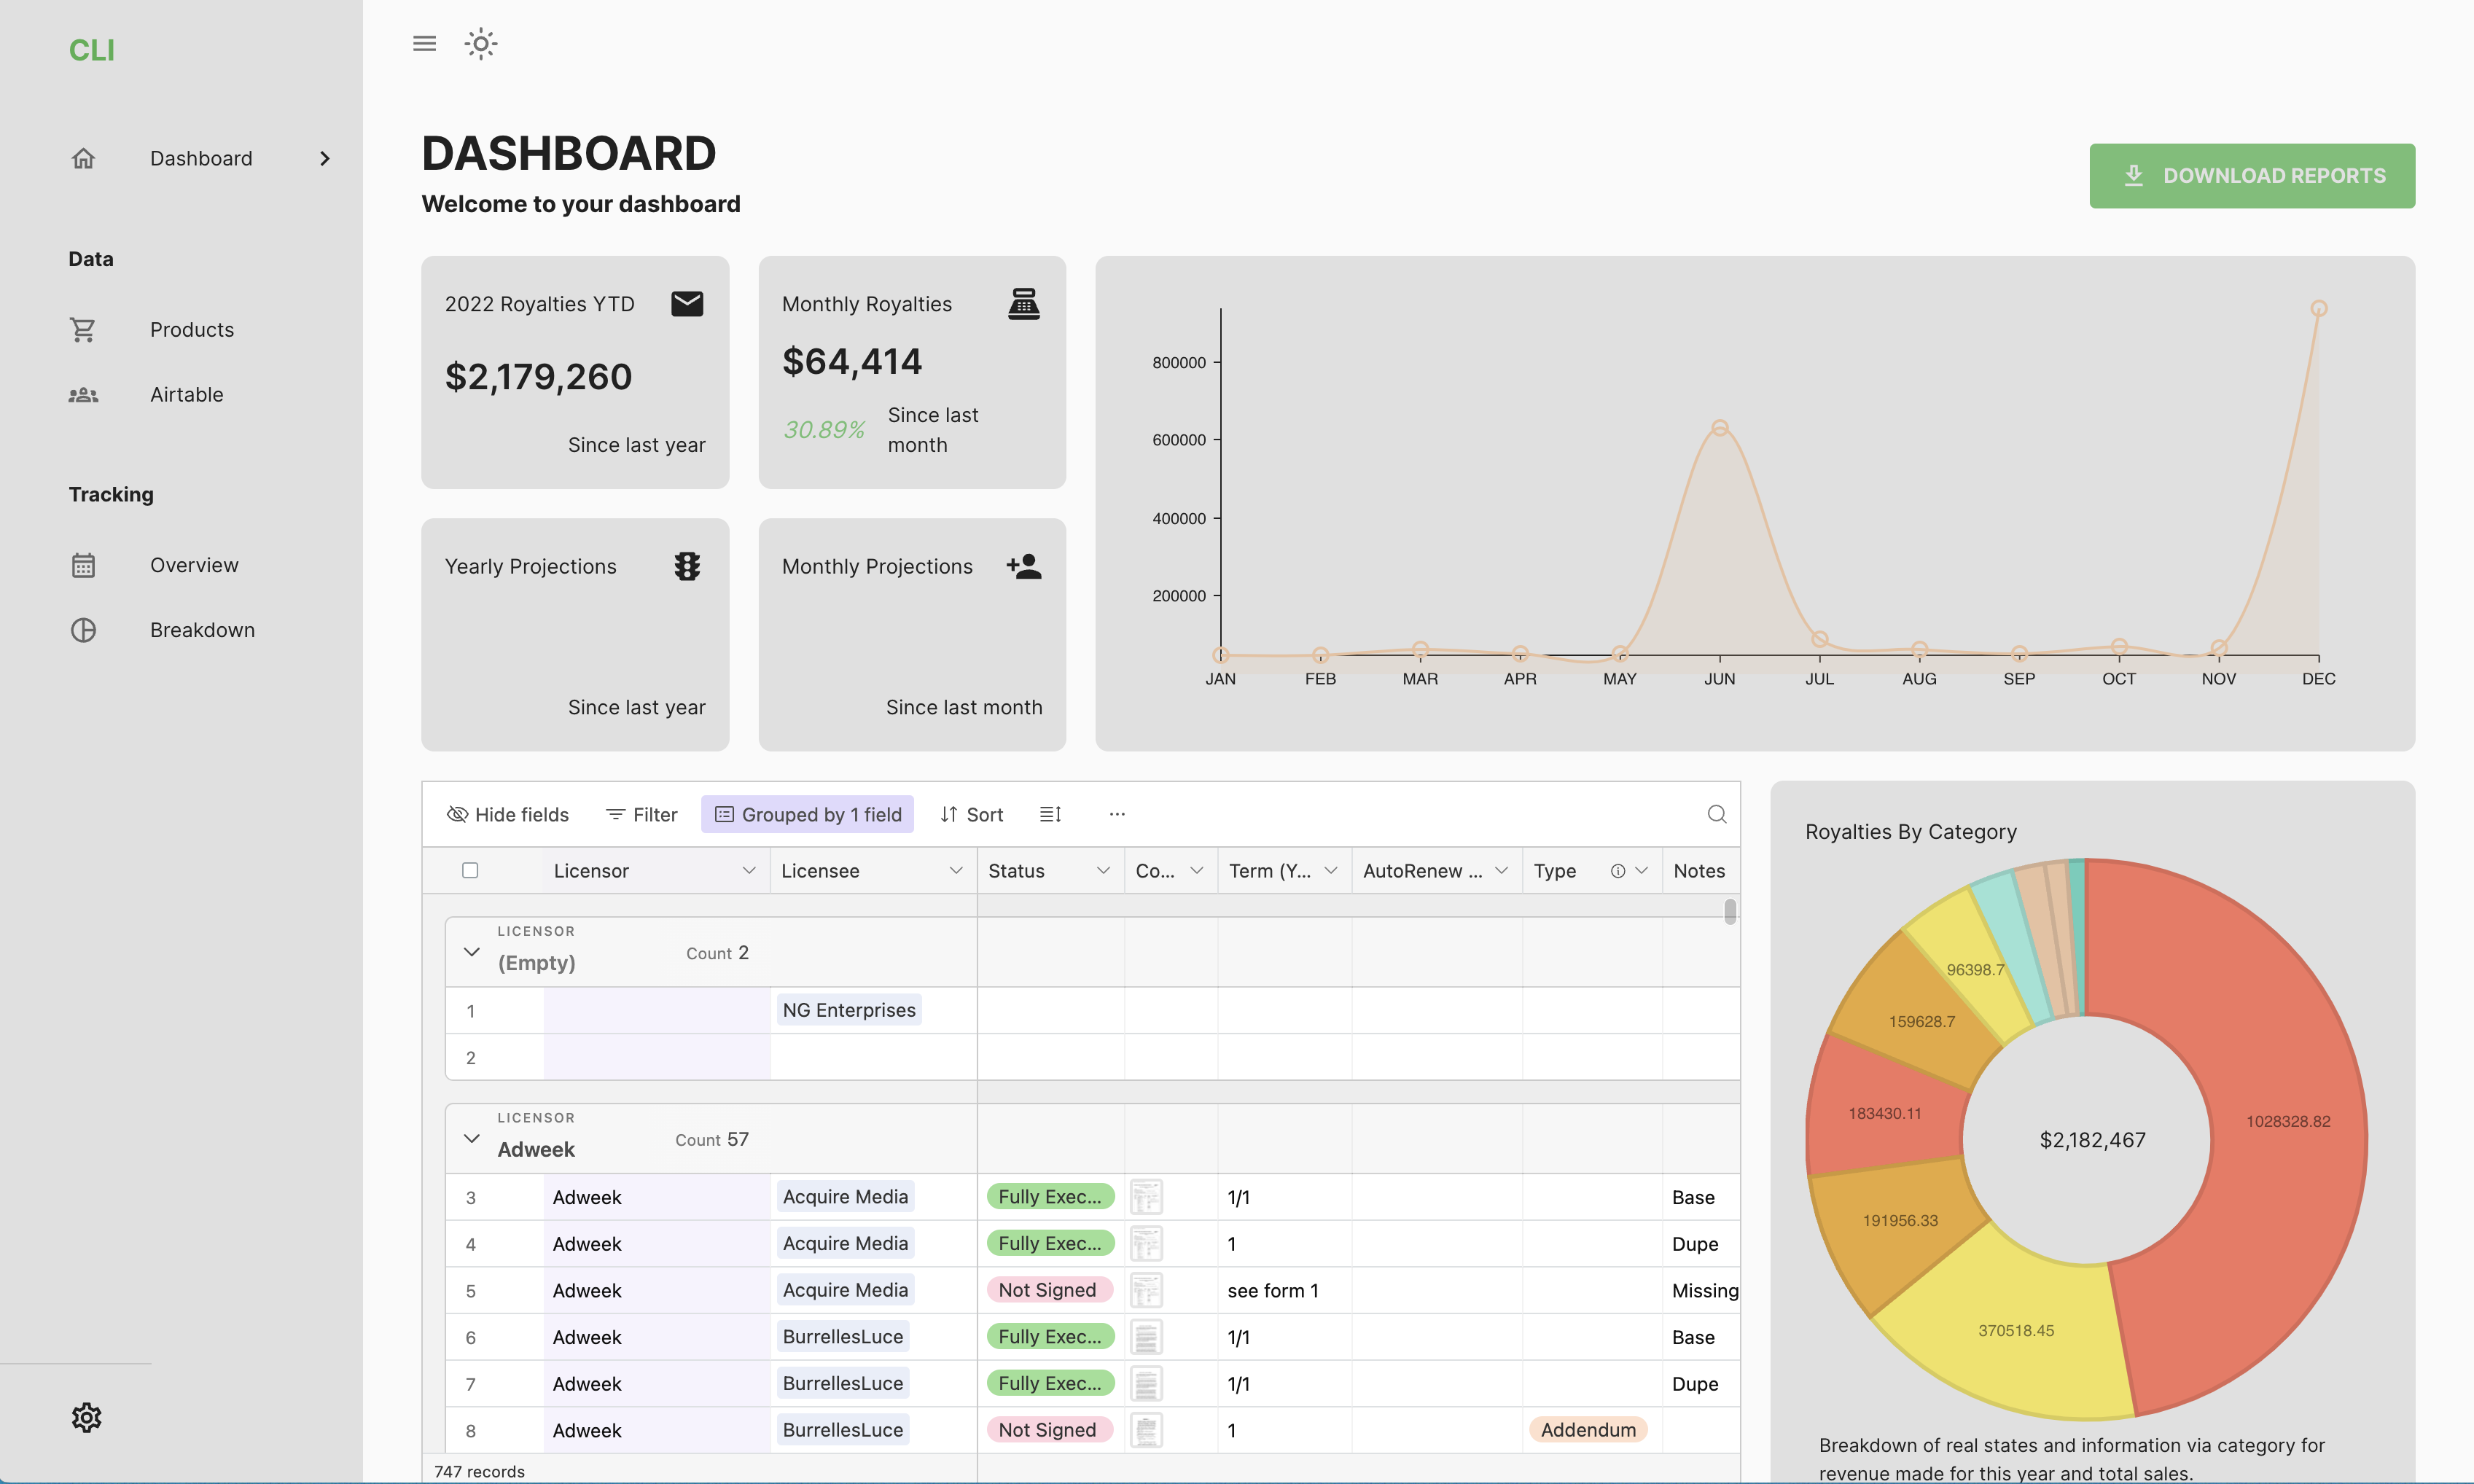 CLI
Dashboard
Data
Products
Airtable
Tracking
Overview
Breakdown
DASHBOARD
Welcome to your dashboard
DOWNLOAD REPORTS
2022 Royalties YTD
$2,179,260
Since last year
Monthly Royalties
$64,414
30.89%
Since last
month
Yearly Projections
Since last year
Monthly Projections
Since last month
800000
600000
400000
200000
JAN FEB MAR APR MAY JUN JUL AUG SEP OCT NOV DEC
Hide fields Filter Grouped by 1 field Sort ...
Licensor Licensee Status Co... Term (Y... AutoRenew ... Type Notes
LICENSOR
(Empty) Count 2
1 NG Enterprises
2
LICENSOR
Adweek Count 57
3 Adweek Acquire Media Fully Exec... 1/1 Base
4 Adweek Acquire Media Fully Exec... 1 Dupe
5 Adweek Acquire Media Not Signed see form 1 Missing
6 Adweek BurrellesLuce Fully Exec... 1/1 Base
7 Adweek BurrellesLuce Fully Exec... 1/1 Dupe
8 Adweek BurrellesLuce Not Signed 1 Addendum
747 records
Royalties By Category
96398.7
159628.7
183430.11
191956.33
370518.45
1028328.82
$2,182,467
Breakdown of real states and information via category for
revenue made for this year and total sales.